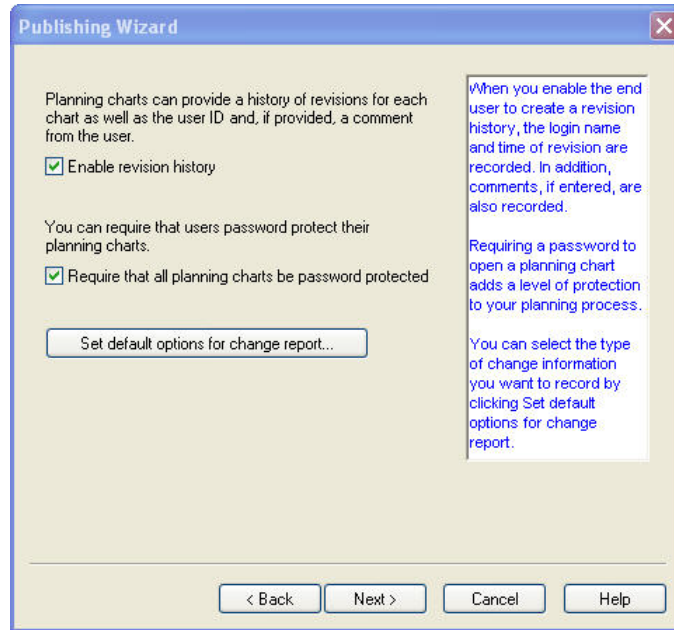 Publishing Wizard
Planning charts can provide a history of revisions for each
chart as well as the user ID and, if provided, a comment
from the user.
Enable revision history
You can require that users password protect their
planning charts.
Require that all planning charts be password protected
Set default options for change report...
When you enable the end
user to create a revision
history, the login name
and time of revision are
recorded. In addition,
comments, if entered, are
also recorded.
Requiring a password to
open a planning chart
adds a level of protection
to your planning process.
You can select the type
of change information
you want to record by
clicking Set default
options for change
report.
< Back
Next >
Cancel
Help